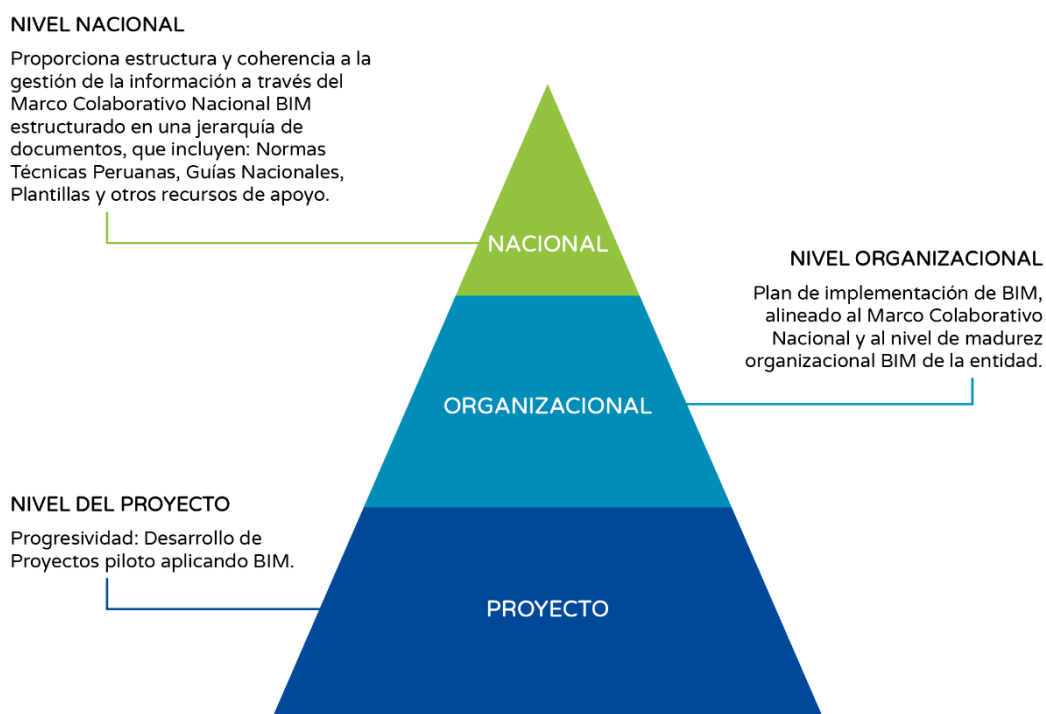 NIVEL NACIONAL
Proporciona estructura y coherencia a la
gestión de la información a través del
Marco Colaborativo Nacional BIM
estructurado en una jerarquía de
documentos, que incluyen: Normas
Técnicas Peruanas, Guías Nacionales,
Plantillas y otros recursos de apoyo.
NACIONAL
NIVEL ORGANIZACIONAL
Plan de implementación de BIM,
alineado al Marco Colaborativo
Nacional y al nivel de madurez
organizacional BIM de la entidad.
ORGANIZACIONAL
NIVEL DEL PROYECTO
Progresividad: Desarrollo de
Proyectos piloto aplicando BIM.
PROYECTO